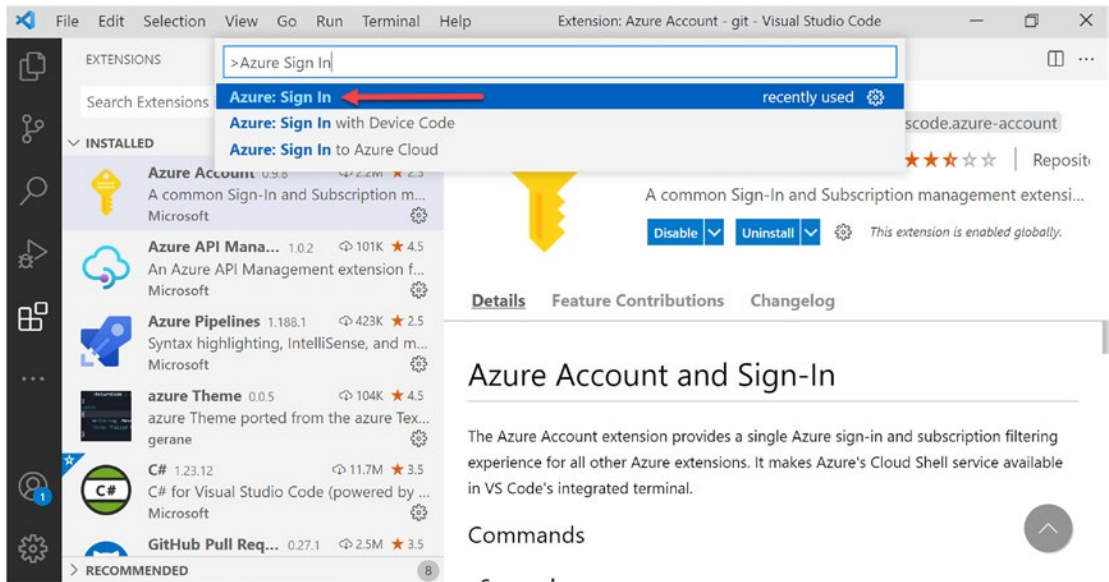 File Edit Selection View Go Run Terminal Help Extension: Azure Account - git - Visual Studio Code
EXTENSIONS
>Azure Sign In
Search Extensions
Azure: Sign In recently used
Azure: Sign In with Device Code
Azure: Sign In to Azure Cloud
INSTALLED
Azure Account 0.9.8 2.2M 2.5
A common Sign-In and Subscription m...
Microsoft
Azure API Mana... 1.0.2 101K 4.5
An Azure API Management extension f...
Microsoft
Azure Pipelines 1.188.1 423K 2.5
Syntax highlighting, IntelliSense, and m...
Microsoft
azure Theme 0.0.5 104K 4.5
azure Theme ported from the azure Tex...
gerane
C# 1.23.12 11.7M 3.5
C#
C# for Visual Studio Code (powered by ...
Microsoft
GitHub Pull Req... 0.27.1 2.5M 3.5
RECOMMENDED 8
1
scode.azure-account
Reposit
A common Sign-In and Subscription management extensi...
Disable Uninstall This extension is enabled globally.
Details Feature Contributions Changelog
Azure Account and Sign-In
The Azure Account extension provides a single Azure sign-in and subscription filtering
experience for all other Azure extensions. It makes Azure's Cloud Shell service available
in VS Code's integrated terminal.
Commands